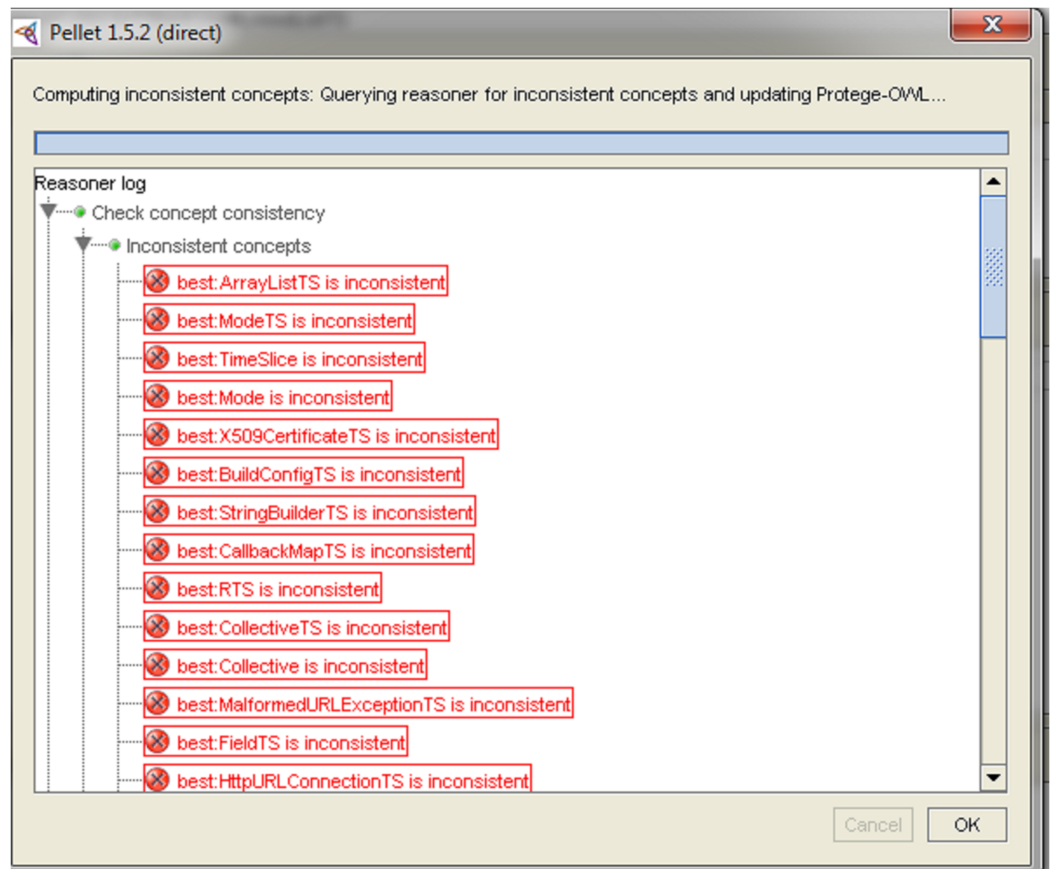 Pellet 1.5.2 (direct)
Computing inconsistent concepts: Querying reasoner for inconsistent concepts and updating Protege-OWL...
Reasoner log
Check concept consistency
Inconsistent concepts
best:ArrayListTS is inconsistent
best:ModeTS is inconsistent
best:TimeSlice is inconsistent
best:Mode is inconsistent
best:X509CertificateTS is inconsistent
best:BuildConfigTS is inconsistent
best:StringBuilderTS is inconsistent
best:CallbackMapTS is inconsistent
best:RTS is inconsistent
best:CollectiveTS is inconsistent
best:Collective is inconsistent
best:MalformedURLExceptionTS is inconsistent
best:FieldTS is inconsistent
best:HttpURLConnectionTS is inconsistent
Cancel OK